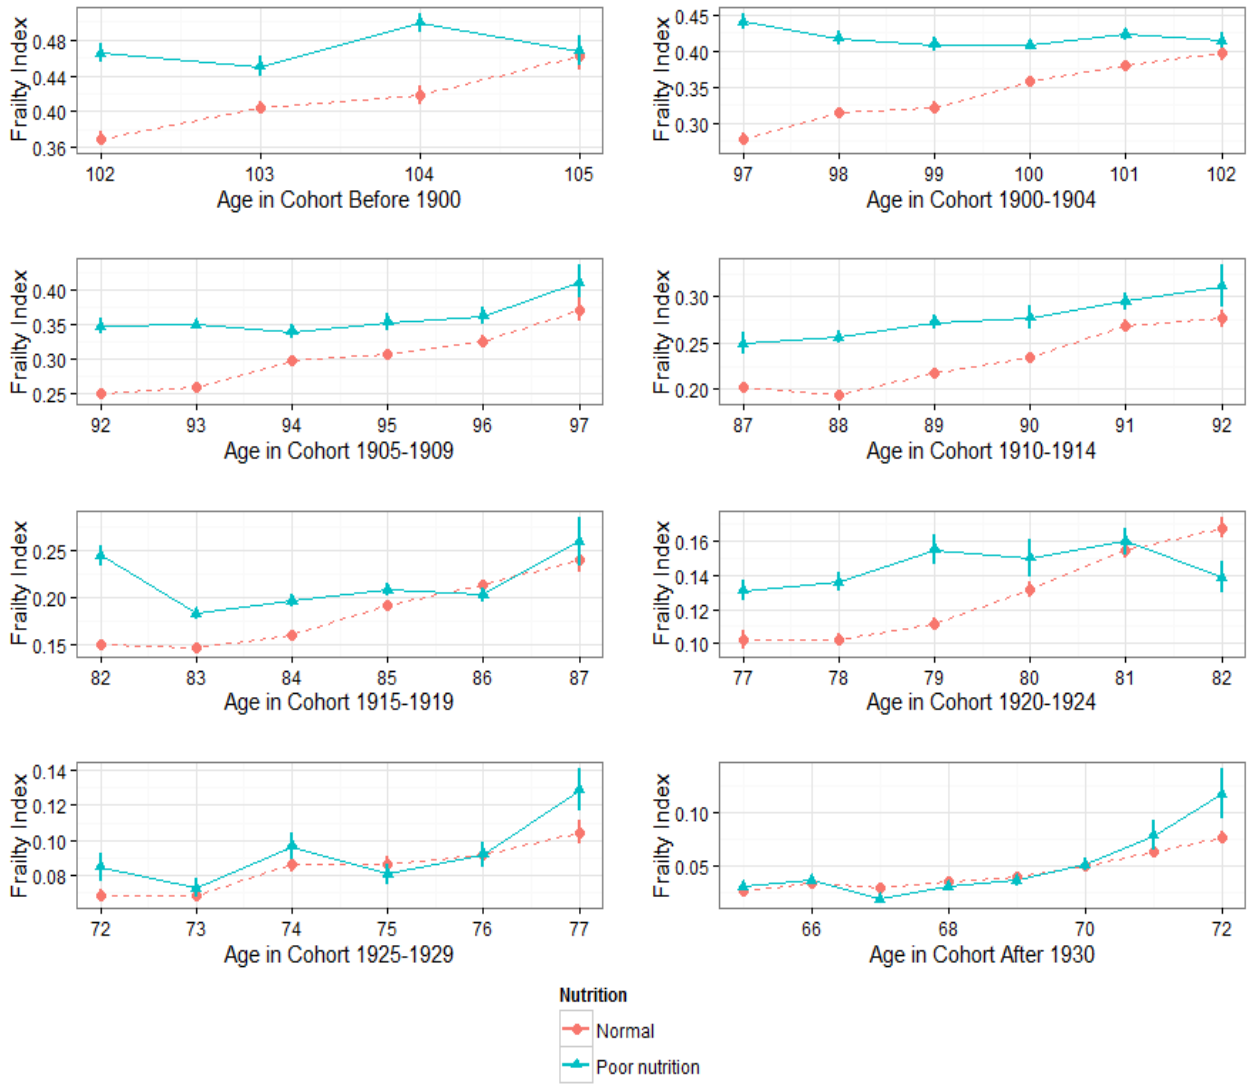 Frailty Index
0.48
0.44
0.40
0.36
102 103 104 105
Age in Cohort Before 1900
Frailty Index
0.45
0.40
0.35
0.30
97 98 99 100 101 102
Age in Cohort 1900-1904
Frailty Index
0.40
0.35
0.30
0.25
92 93 94 95 96 97
Age in Cohort 1905-1909
Frailty Index
0.30
0.25
0.20
87 88 89 90 91 92
Age in Cohort 1910-1914
Frailty Index
0.25
0.20
0.15
82 83 84 85 86 87
Age in Cohort 1915-1919
Frailty Index
0.16
0.14
0.12
0.10
77 78 79 80 81 82
Age in Cohort 1920-1924
Frailty Index
0.14
0.12
0.10
0.08
72 73 74 75 76 77
Age in Cohort 1925-1929
Frailty Index
0.10
0.05
66 68 70 72
Age in Cohort After 1930
Nutrition
Normal
Poor nutrition